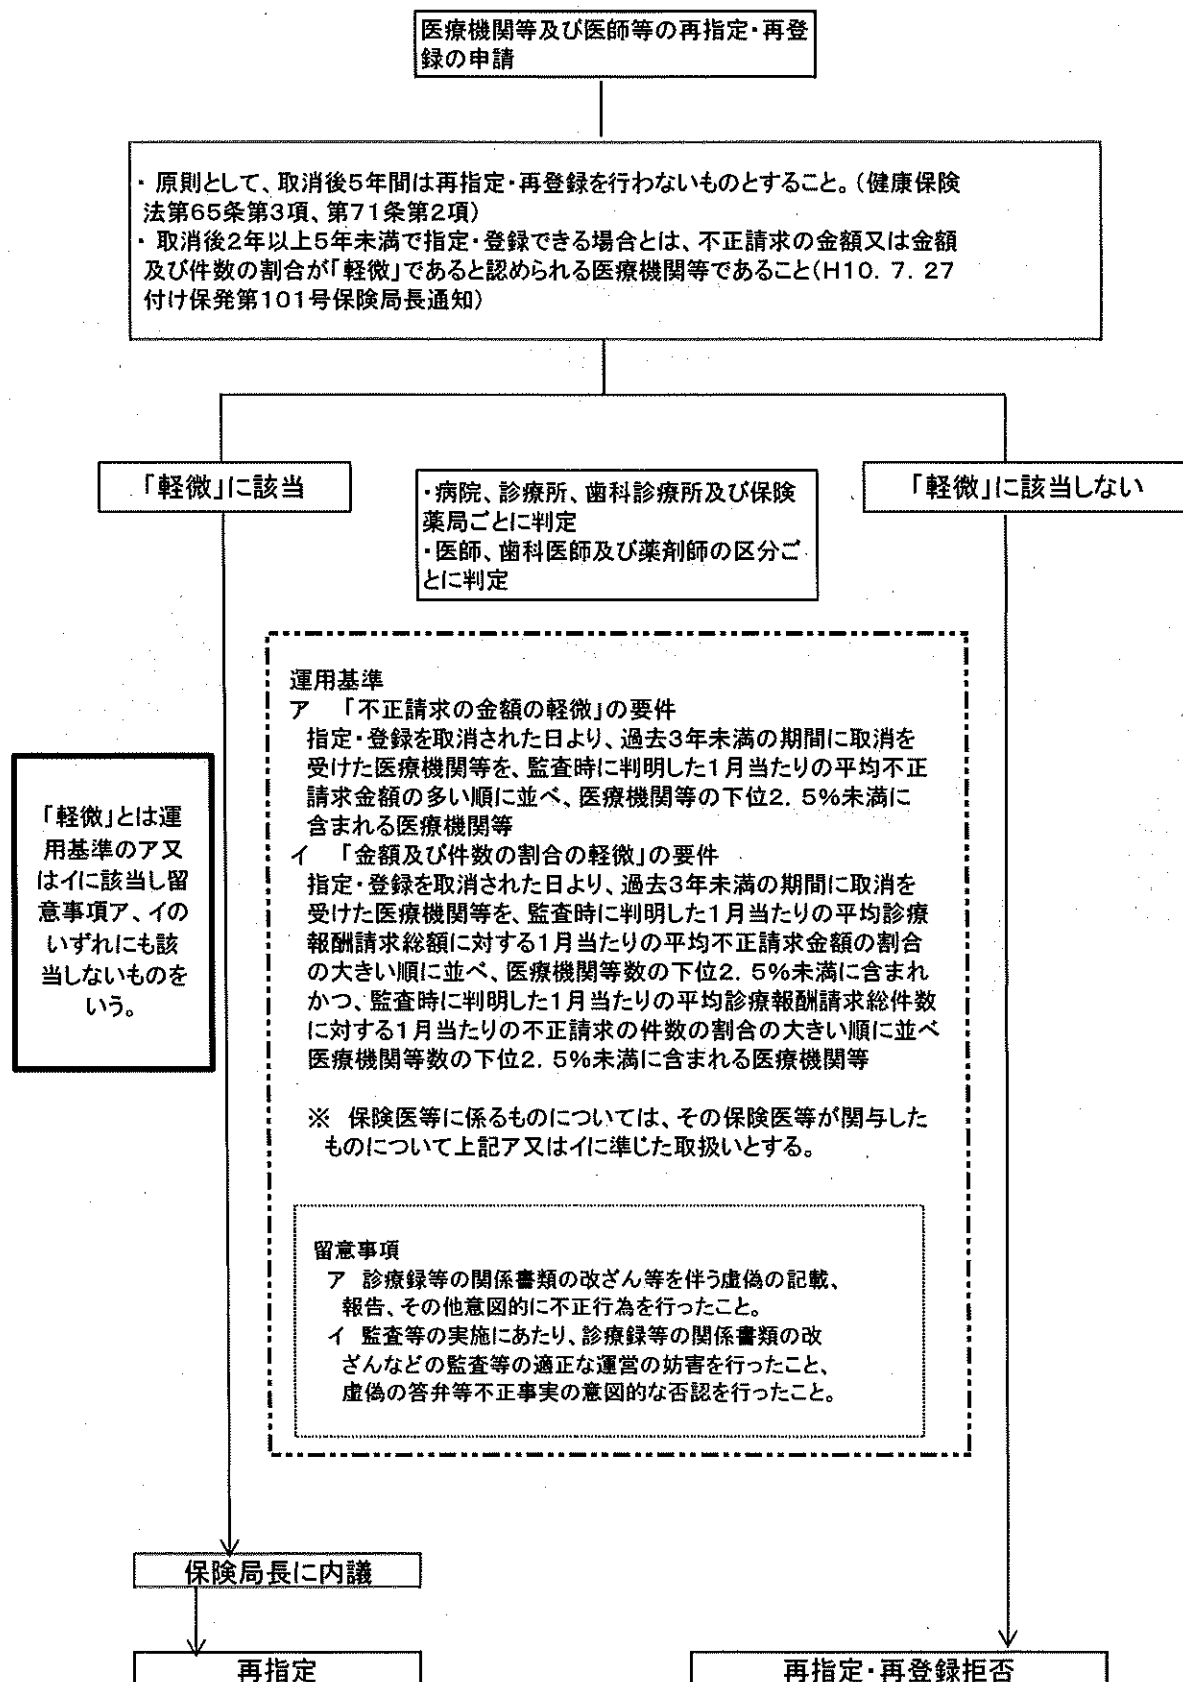 医療機関等及び医師等の再指定・再登
録の申請
・ 原則として、取消後5年間は再指定・再登録を行わないものとすること。(健康保険
法第65条第3項、第71条第2項)
・ 取消後2年以上5年未満で指定・登録できる場合とは、不正請求の金額又は金額
及び件数の割合が「軽微」であると認められる医療機関等であること(H10. 7. 27
付け保発第101号保険局長通知)
「軽微」に該当
・病院、診療所、歯科診療所及び保険
薬局ごとに判定
・医師、歯科医師及び薬剤師の区分ご
とに判定
「軽微」に該当しない
「軽微」とは運
用基準のア又
はイに該当し留
意事項ア、イの
いずれにも該
当しないものを
いう。
運用基準
ア 「不正請求の金額の軽微」の要件
指定・登録を取消された日より、過去3年未満の期間に取消を
受けた医療機関等を、監査時に判明した1月当たりの平均不正
請求金額の多い順に並べ、医療機関等の下位2. 5%未満に
含まれる医療機関等
イ 「金額及び件数の割合の軽微」の要件
指定・登録を取消された日より、過去3年未満の期間に取消を
受けた医療機関等を、監査時に判明した1月当たりの平均診療
報酬請求総額に対する1月当たりの平均不正請求金額の割合
の大きい順に並べ、医療機関等数の下位2. 5%未満に含まれ
かつ、監査時に判明した1月当たりの平均診療報酬請求総件数
に対する1月当たりの不正請求の件数の割合の大きい順に並べ
医療機関等数の下位2. 5%未満に含まれる医療機関等
※ 保険医等に係るものについては、その保険医等が関与した
ものについて上記ア又はイに準じた取扱いとする。
留意事項
ア 診療録等の関係書類の改ざん等を伴う虚偽の記載、
報告、その他意図的に不正行為を行ったこと。
イ 監査等の実施にあたり、診療録等の関係書類の改
ざんなどの監査等の適正な運営の妨害を行ったこと、
虚偽の答弁等不正事実の意図的な否認を行ったこと。
保険局長に内議
再指定
再指定・再登録拒否